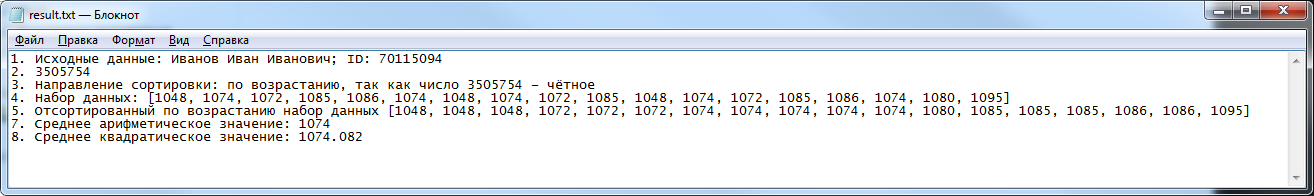 result.txt — Блокнот
Файл Правка Формат Вид Справка
1. Исходные данные: Иванов Иван Иванович; ID: 70115094
2. 3505754
3. Направление сортировки: по возрастанию, так как число 3505754 – чётное
4. Набор данных: [1048, 1074, 1072, 1085, 1086, 1074, 1048, 1074, 1072, 1085, 1048, 1074, 1072, 1085, 1086, 1074, 1080, 1095]
5. Отсортированный по возрастанию набор данных [1048, 1048, 1048, 1072, 1072, 1072, 1074, 1074, 1074, 1074, 1074, 1080, 1085, 1085, 1085, 1086, 1086, 1095]
7. Среднее арифметическое значение: 1074
8. Среднее квадратическое значение: 1074.082